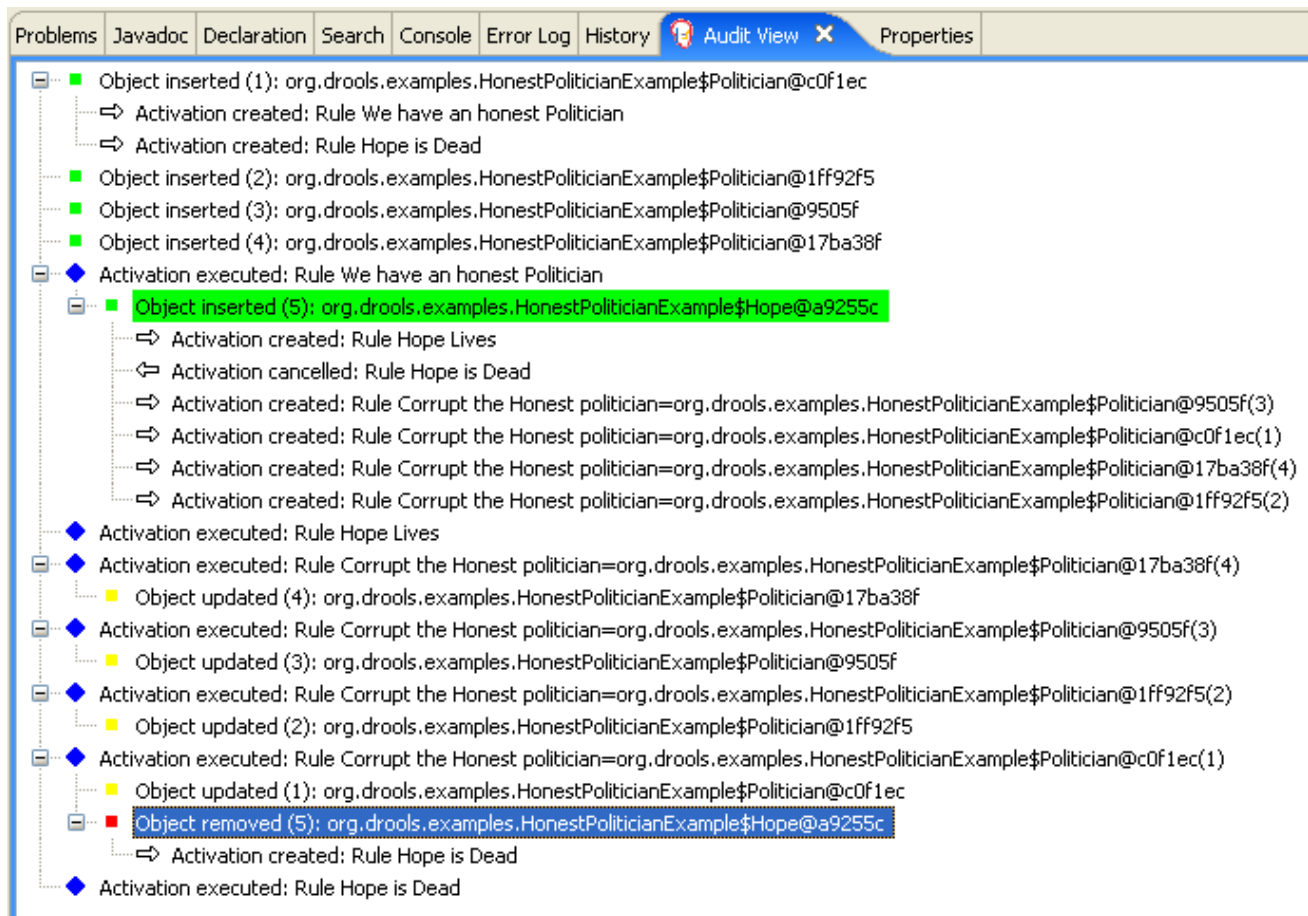 Problems Javadoc Declaration Search Console Error Log History Audit View Properties
Object inserted (1): org.drools.examples.HonestPoliticianExample$Politician@c0f1ec
Activation created: Rule We have an honest Politician
Activation created: Rule Hope is Dead
Object inserted (2): org.drools.examples.HonestPoliticianExample$Politician@1ff92f5
Object inserted (3): org.drools.examples.HonestPoliticianExample$Politician@9505f
Object inserted (4): org.drools.examples.HonestPoliticianExample$Politician@17ba38f
Activation executed: Rule We have an honest Politician
Object inserted (5): org.drools.examples.HonestPoliticianExample$Hope@a9255c
Activation created: Rule Hope Lives
Activation cancelled: Rule Hope is Dead
Activation created: Rule Corrupt the Honest politician=org.drools.examples.HonestPoliticianExample$Politician@9505f(3)
Activation created: Rule Corrupt the Honest politician=org.drools.examples.HonestPoliticianExample$Politician@c0f1ec(1)
Activation created: Rule Corrupt the Honest politician=org.drools.examples.HonestPoliticianExample$Politician@17ba38f(4)
Activation created: Rule Corrupt the Honest politician=org.drools.examples.HonestPoliticianExample$Politician@1ff92f5(2)
Activation executed: Rule Hope Lives
Activation executed: Rule Corrupt the Honest politician=org.drools.examples.HonestPoliticianExample$Politician@17ba38f(4)
Object updated (4): org.drools.examples.HonestPoliticianExample$Politician@17ba38f
Activation executed: Rule Corrupt the Honest politician=org.drools.examples.HonestPoliticianExample$Politician@9505f(3)
Object updated (3): org.drools.examples.HonestPoliticianExample$Politician@9505f
Activation executed: Rule Corrupt the Honest politician=org.drools.examples.HonestPoliticianExample$Politician@1ff92f5(2)
Object updated (2): org.drools.examples.HonestPoliticianExample$Politician@1ff92f5
Activation executed: Rule Corrupt the Honest politician=org.drools.examples.HonestPoliticianExample$Politician@c0f1ec(1)
Object updated (1): org.drools.examples.HonestPoliticianExample$Politician@c0f1ec
Object removed (5): org.drools.examples.HonestPoliticianExample$Hope@a9255c
Activation created: Rule Hope is Dead
Activation executed: Rule Hope is Dead